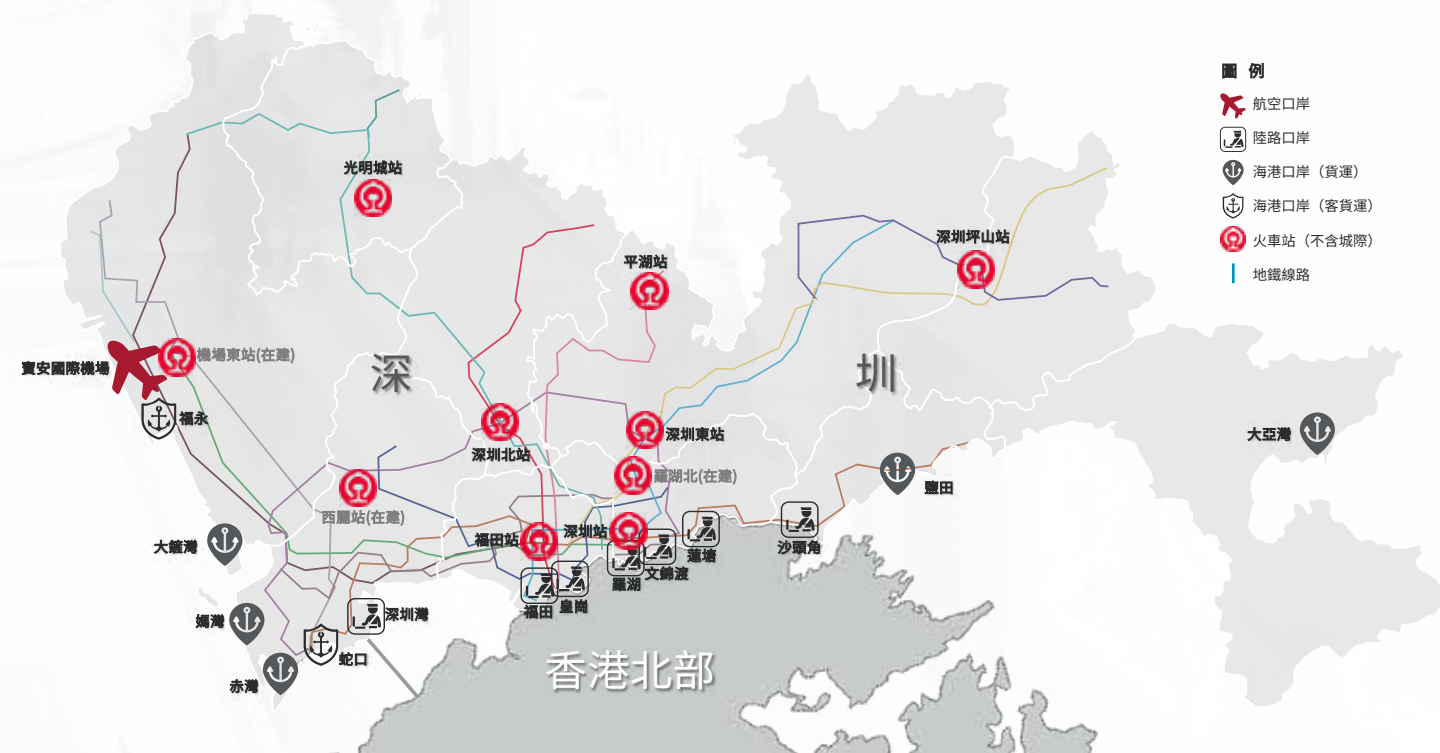 圖 例
航空口岸
陸路口岸
海港口岸（貨運）
海港口岸（客貨運）
火車站（不含城際）
地鐵線路
光明城站
深圳坪山站
平湖站
機場東站(在建)
寶安國際機場
深
圳
福永
深圳東站
大亞灣
深圳北站
羅湖北(在建)
鹽田
西麗站(在建)
福田站
深圳站
大鏟灣
蓮塘
沙頭角
文錦渡
羅湖
福田
皇崗
深圳灣
媽灣
蛇口
赤灣
香港北部